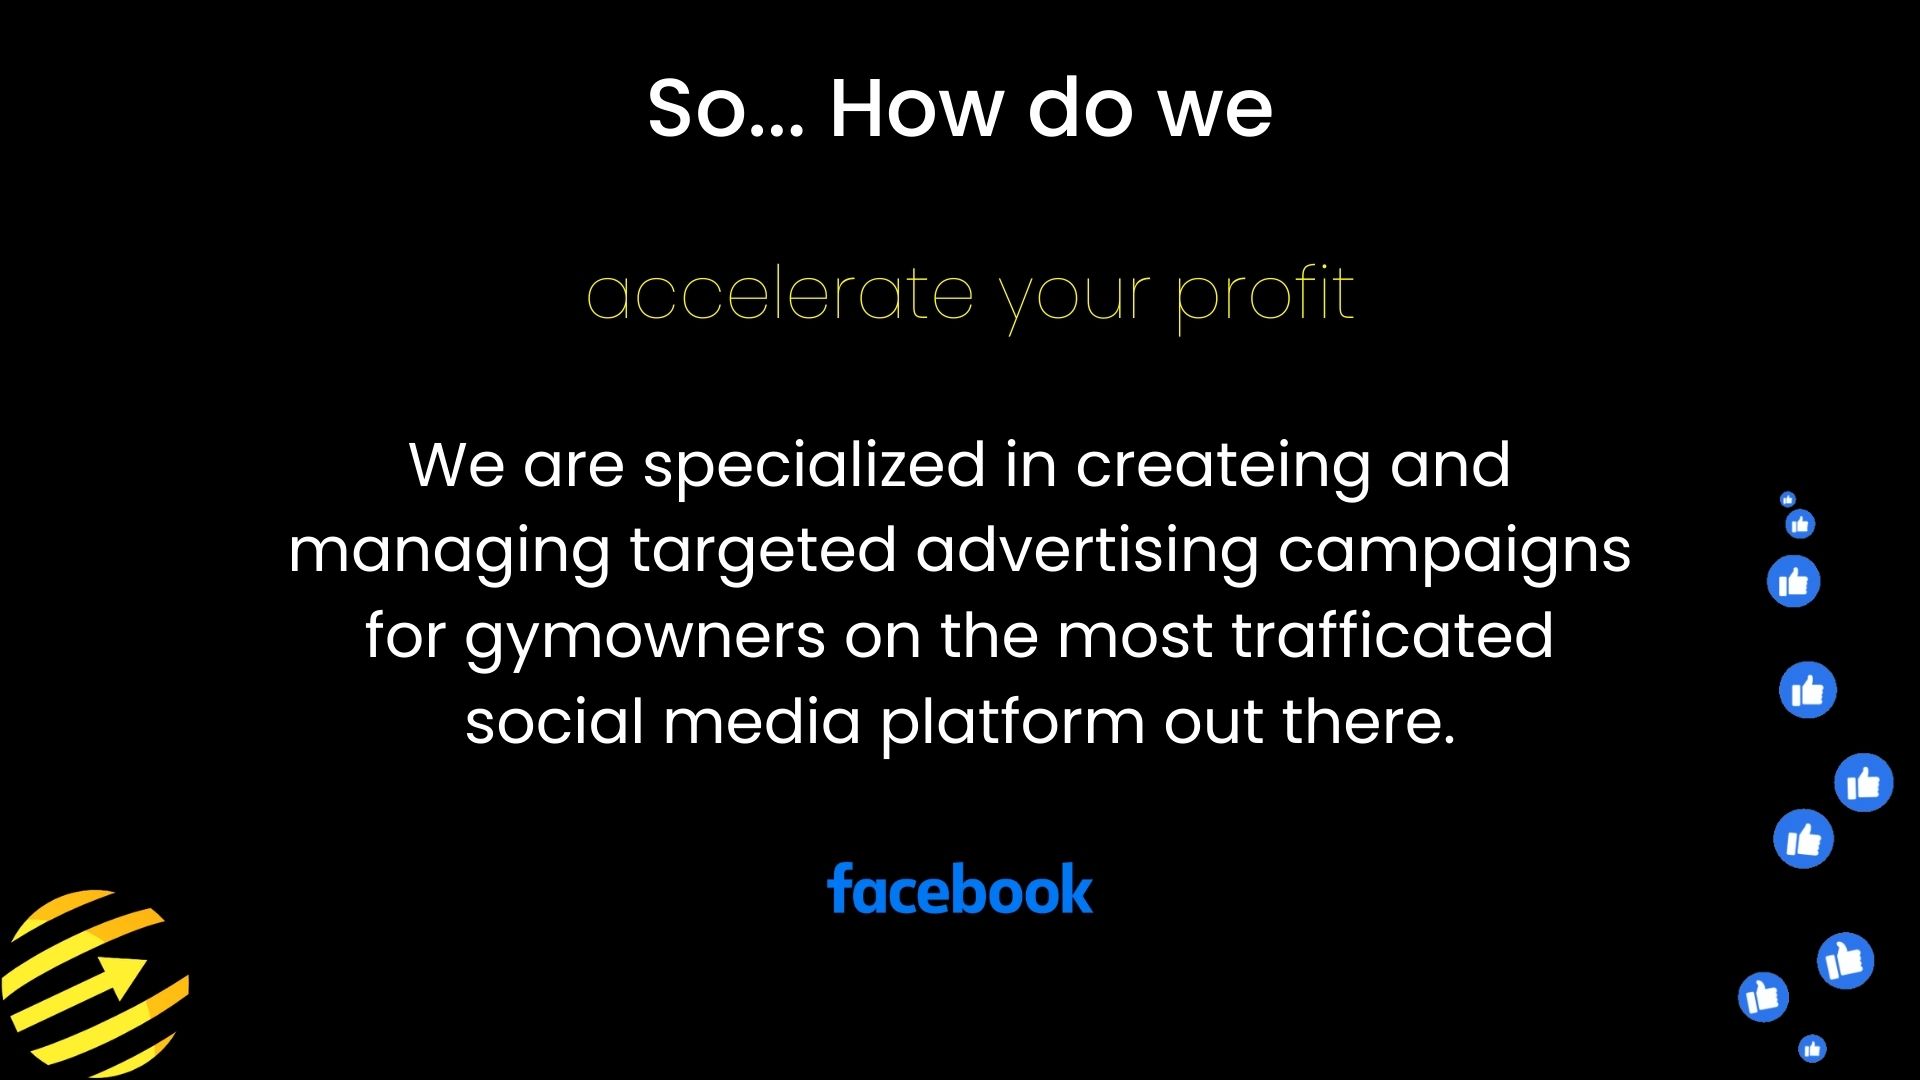 So... How do we
accelerate your profit
We are specialized in createing and
managing targeted advertising campaigns
for gymowners on the most trafficated
social media platform out there.
facebook